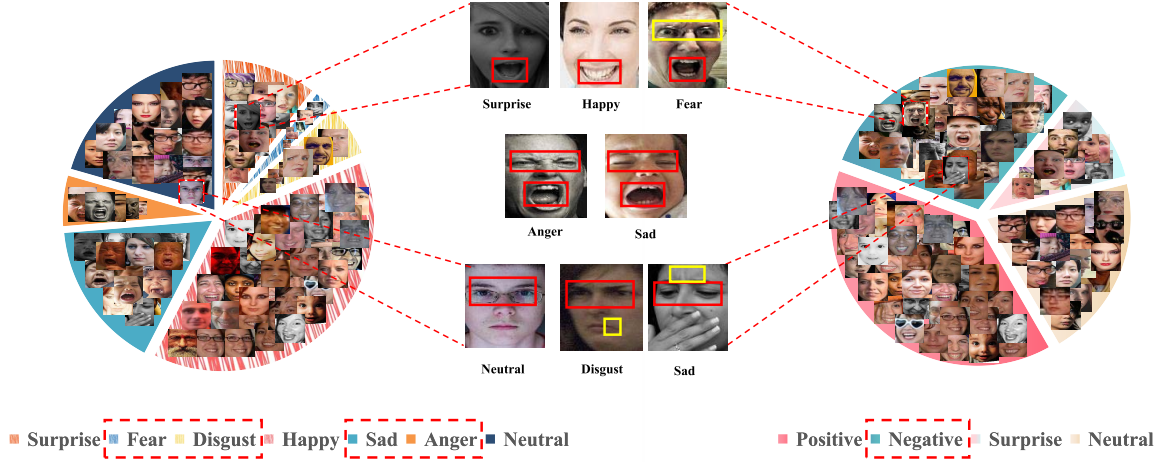 Surprise Happy Fear
Anger Sad
Neutral Disgust Sad
Surprise Fear Disgust Happy Sad Anger Neutral
Positive Negative Surprise Neutral